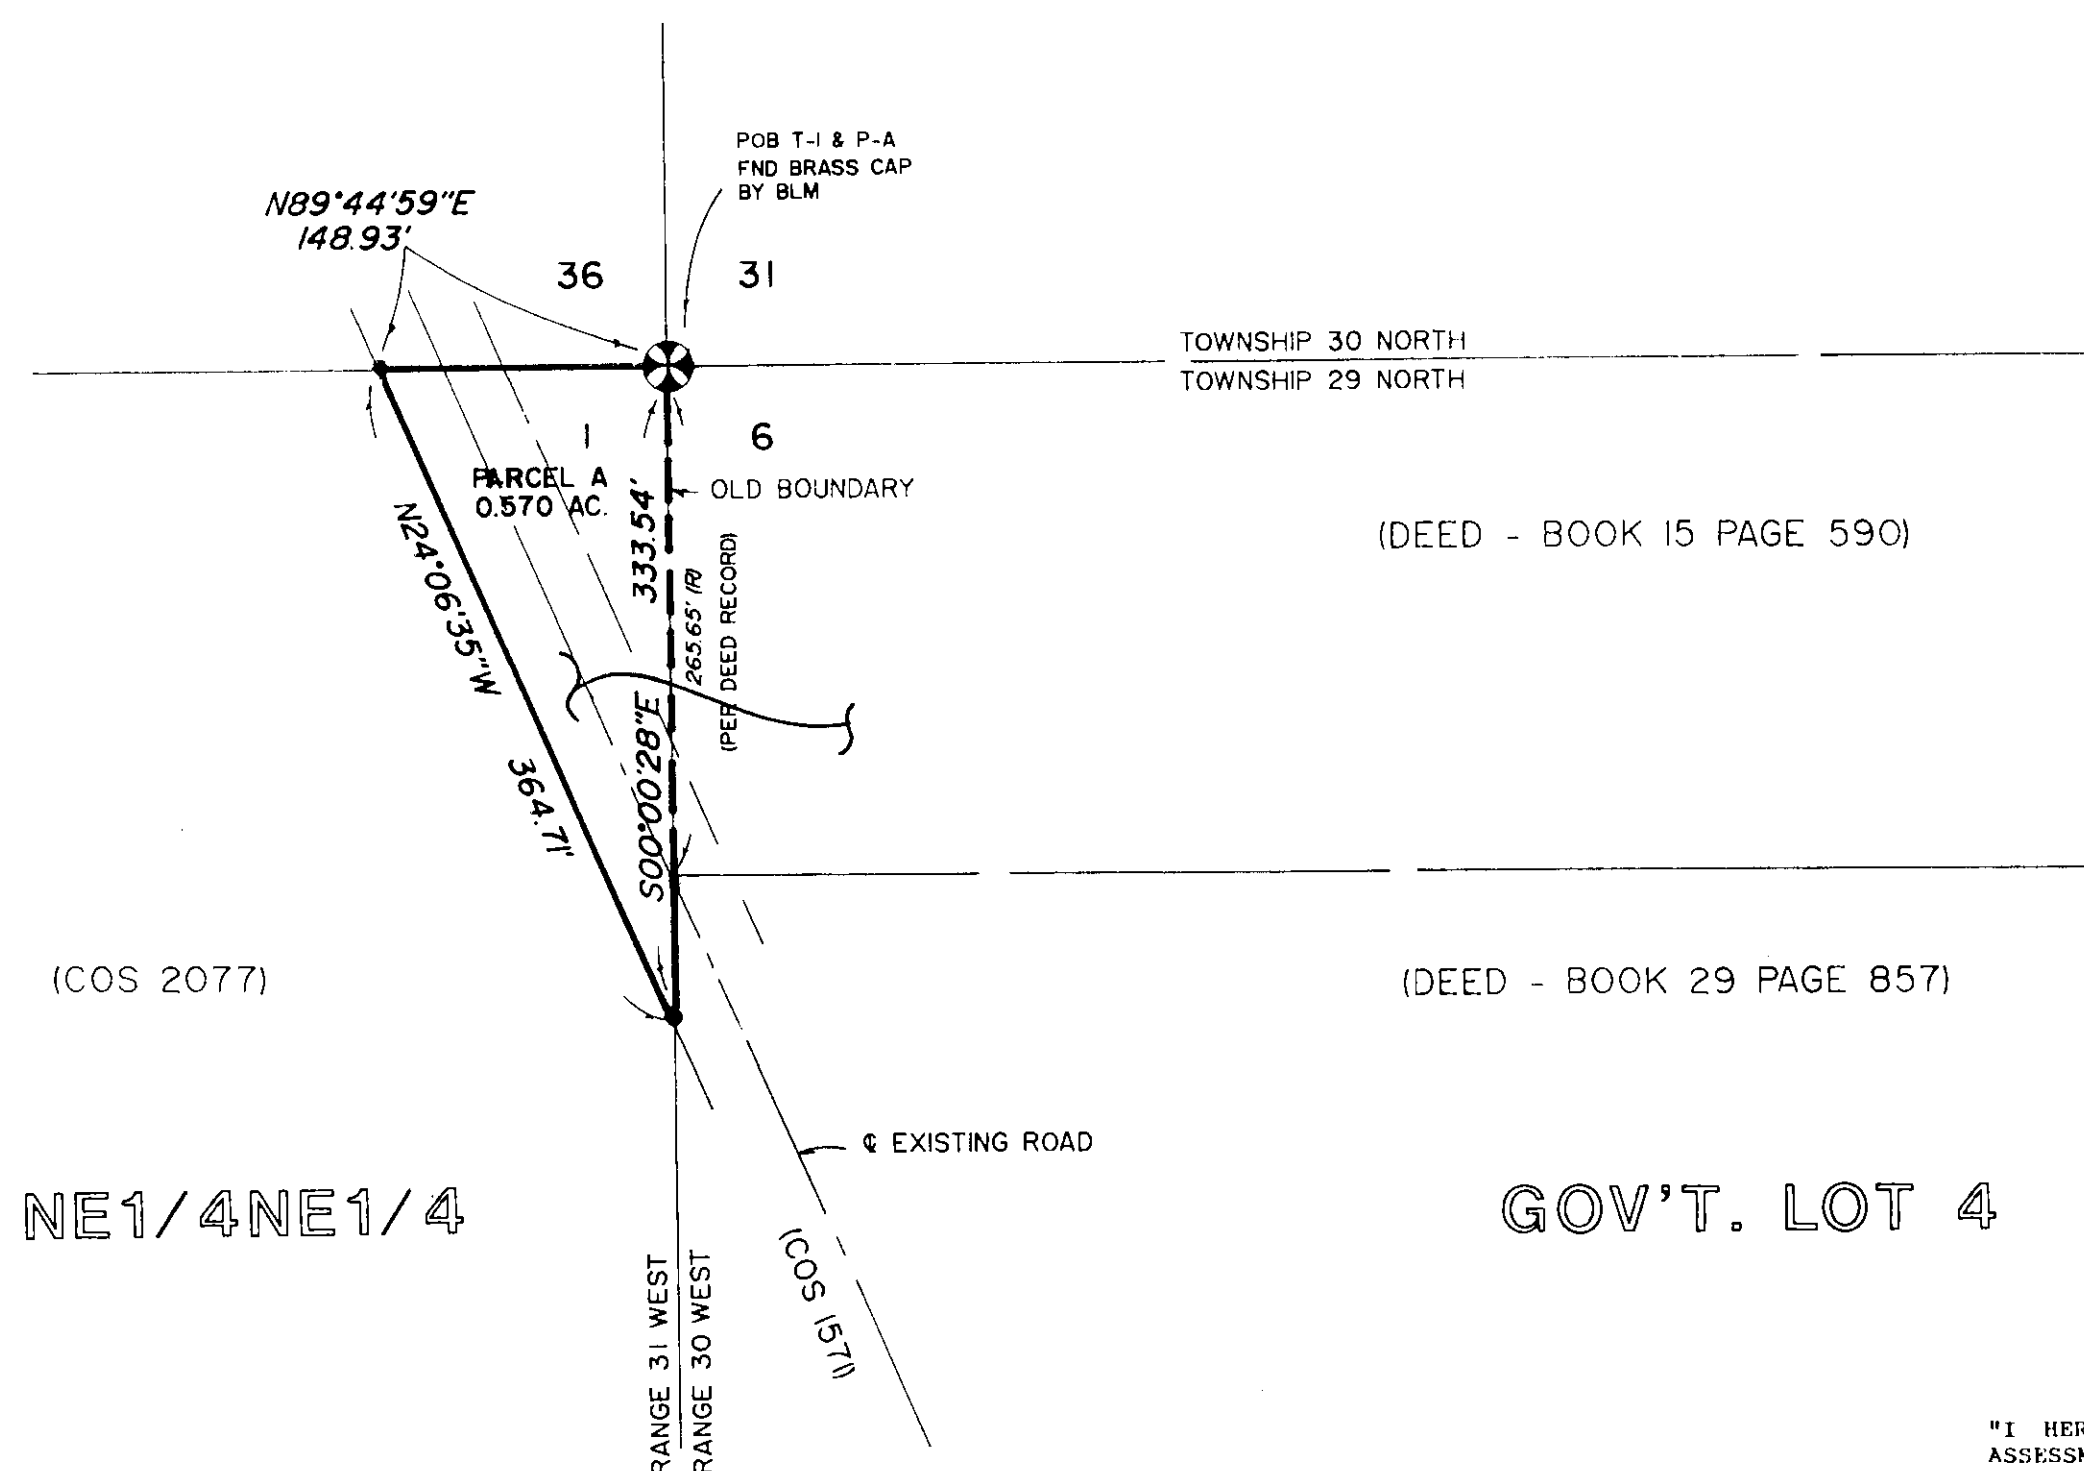 POB T-1 & P-A
FND BRASS CAP
BY BLM
N89°44'59"E
148.93'
36
31
TOWNSHIP 30 NORTH
TOWNSHIP 29 NORTH
1
6
PARCEL A
0.570 AC.
OLD BOUNDARY
333.54'
S00°00'28"E
265.65' (R)
(PER DEED RECORD)
N24°06'35"W
364.71'
(DEED - BOOK 15 PAGE 590)
(COS 2077)
(DEED - BOOK 29 PAGE 857)
℄ EXISTING ROAD
NE1/4NE1/4
GOV'T. LOT 4
(COS 1571)
RANGE 31 WEST
RANGE 30 WEST
"I HER
ASSESSM